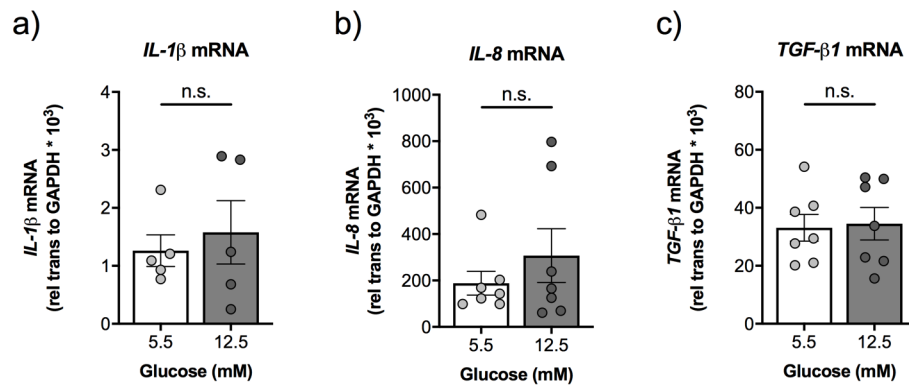 a)
IL-1β mRNA
n.s.
IL-1β mRNA
(rel trans to GAPDH * 10³)
4
3
2
1
0
5.5 12.5
Glucose (mM)
b)
IL-8 mRNA
n.s.
IL-8 mRNA
(rel trans to GAPDH * 10³)
1000
800
600
400
200
0
5.5 12.5
Glucose (mM)
c)
TGF-β1 mRNA
n.s.
TGF-β1 mRNA
(rel trans to GAPDH * 10³)
80
60
40
20
0
5.5 12.5
Glucose (mM)